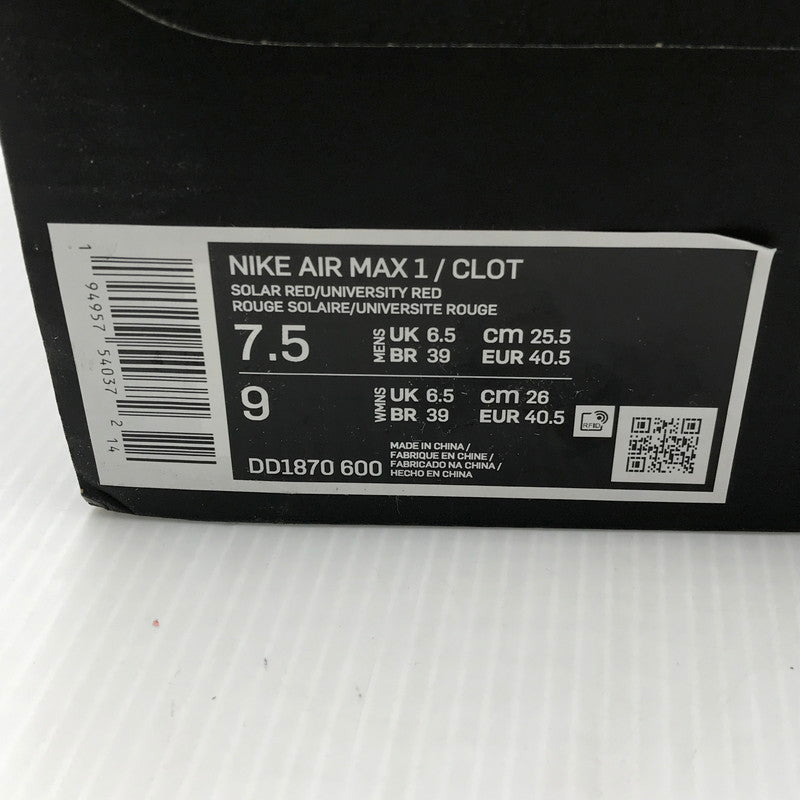 1 94957 54037 2 14
NIKE AIR MAX 1 / CLOT
SOLAR RED/UNIVERSITY RED
ROUGE SOLAIRE/UNIVERSITE ROUGE
7.5 MENS UK 6.5 cm 25.5
BR 39 EUR 40.5
9 WMNS UK 6.5 cm 26
BR 39 EUR 40.5 RFID
DD1870 600
MADE IN CHINA /
FABRIQUE EN CHINE /
FABRICADO NA CHINA /
HECHO EN CHINA